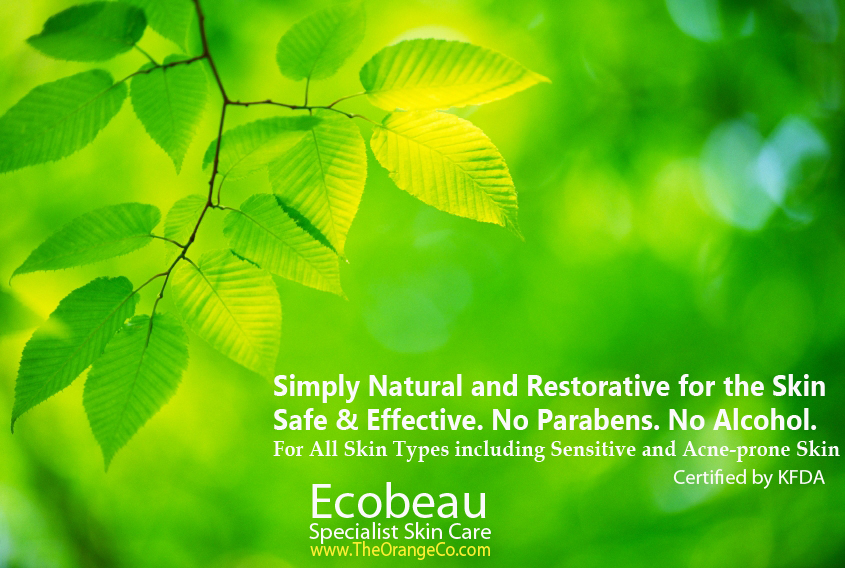 Simply Natural and Restorative for the Skin
Safe & Effective. No Parabens. No Alcohol.
For All Skin Types including Sensitive and Acne-prone Skin
Certified by KFDA
Ecobeau
Specialist Skin Care
www.TheOrangeCo.com